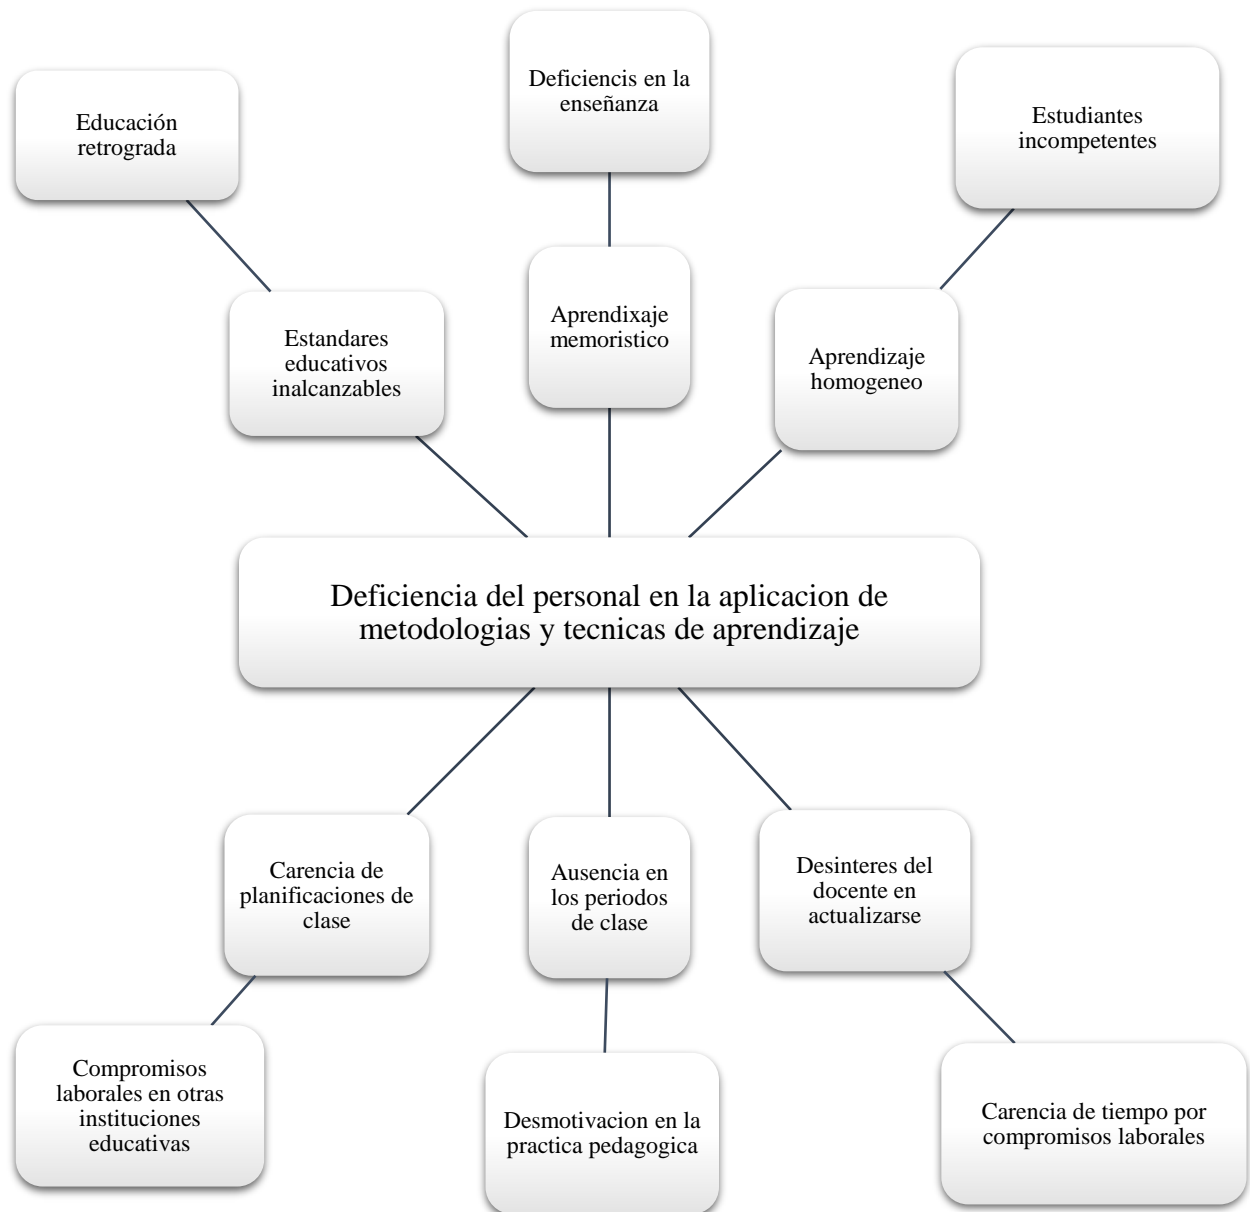 Deficiencis en la
enseñanza
Educación
retrograda
Estudiantes
incompetentes
Estandares
educativos
inalcanzables
Aprendixaje
memoristico
Aprendizaje
homogeneo
Deficiencia del personal en la aplicacion de
metodologias y tecnicas de aprendizaje
Carencia de
planificaciones de
clase
Ausencia en
los periodos
de clase
Desinteres del
docente en
actualizarse
Compromisos
laborales en otras
instituciones
educativas
Desmotivacion en la
practica pedagogica
Carencia de tiempo por
compromisos laborales